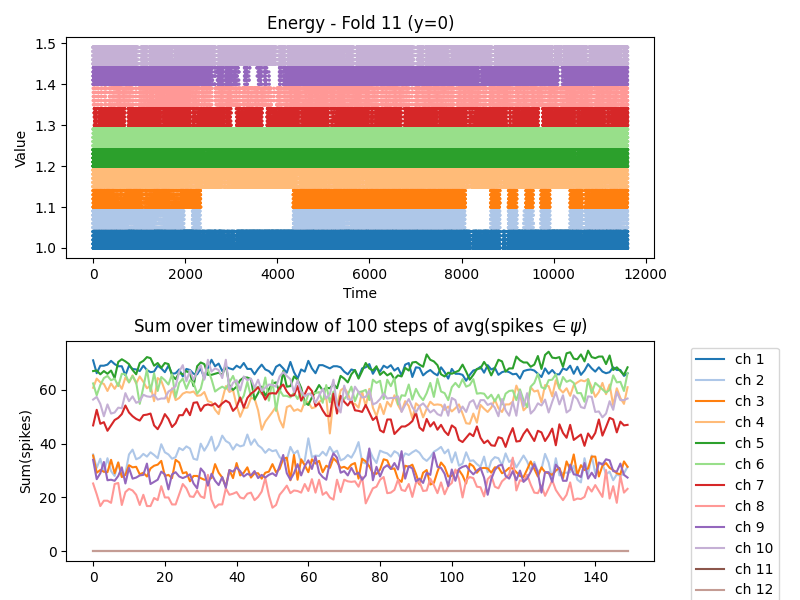 Energy - Fold 11 (y=0)
1.5
1.4
1.3
1.2
1.1
1.0
Value
0 2000 4000 6000 8000 10000 12000
Time
Sum over timewindow of 100 steps of avg(spikes ∈ ψ)
60
40
20
0
Sum(spikes)
0 20 40 60 80 100 120 140
ch 1
ch 2
ch 3
ch 4
ch 5
ch 6
ch 7
ch 8
ch 9
ch 10
ch 11
ch 12